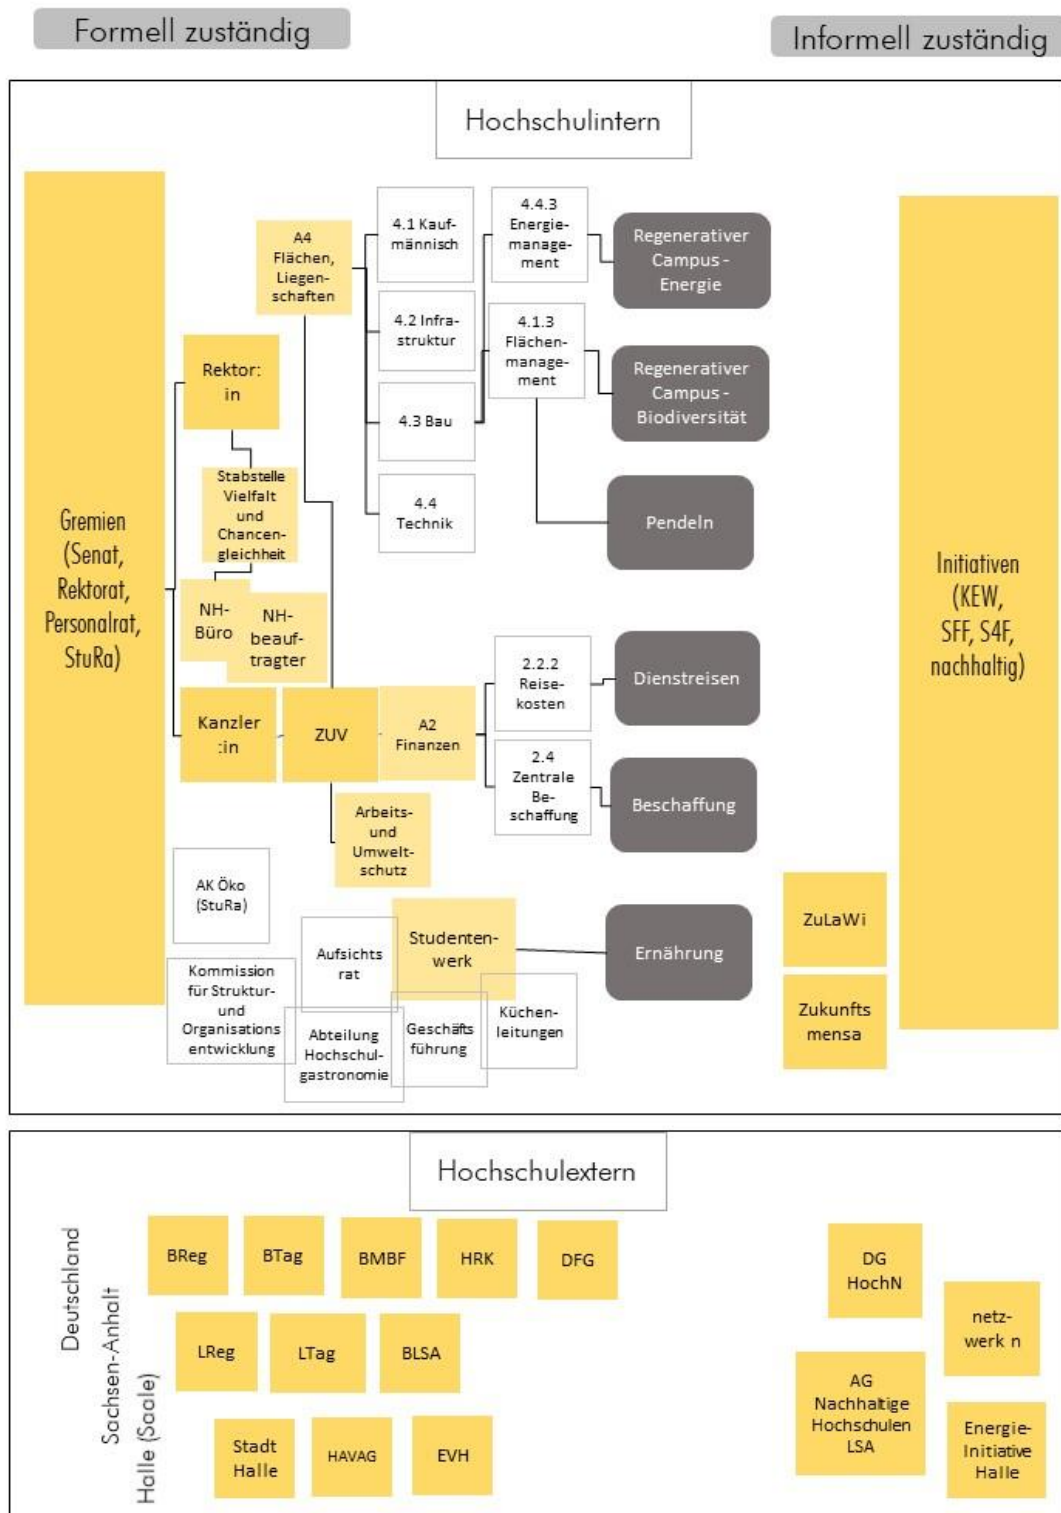 Formell zuständig
Informell zuständig
Hochschulintern
Gremien
(Senat,
Rektorat,
Personalrat,
StuRa)
Rektor:
in
Stabstelle
Vielfalt
und
Chancen-
gleichheit
NH-
Büro
NH-
beauf-
tragter
Kanzler
:in
ZUV
A4
Flächen,
Liegen-
schaften
4.1 Kauf-
männisch
4.2 Infra-
struktur
4.3 Bau
4.4
Technik
4.4.3
Energie-
manage-
ment
4.1.3
Flächen-
manage-
ment
Regenerativer
Campus -
Energie
Regenerativer
Campus -
Biodiversität
Pendeln
A2
Finanzen
2.2.2
Reise-
kosten
2.4
Zentrale
Be-
schaffung
Dienstreisen
Beschaffung
Arbeits-
und
Umwelt-
schutz
AK Öko
(StuRa)
Kommission
für Struktur-
und
Organisations
entwicklung
Aufsichts
rat
Studenten-
werk
Abteilung
Hochschul-
gastronomie
Geschäfts
führung
Küchen-
leitungen
Ernährung
Initiativen
(KEW,
SFF, S4F,
nachhaltig)
ZuLaWi
Zukunfts
mensa
Hochschulextern
Deutschland
Sachsen-Anhalt
Halle (Saale)
BReg
BTag
BMBF
HRK
DFG
LReg
LTag
BLSA
Stadt
Halle
HAVAG
EVH
DG
HochN
netz-
werk n
AG
Nachhaltige
Hochschulen
LSA
Energie-
Initiative
Halle